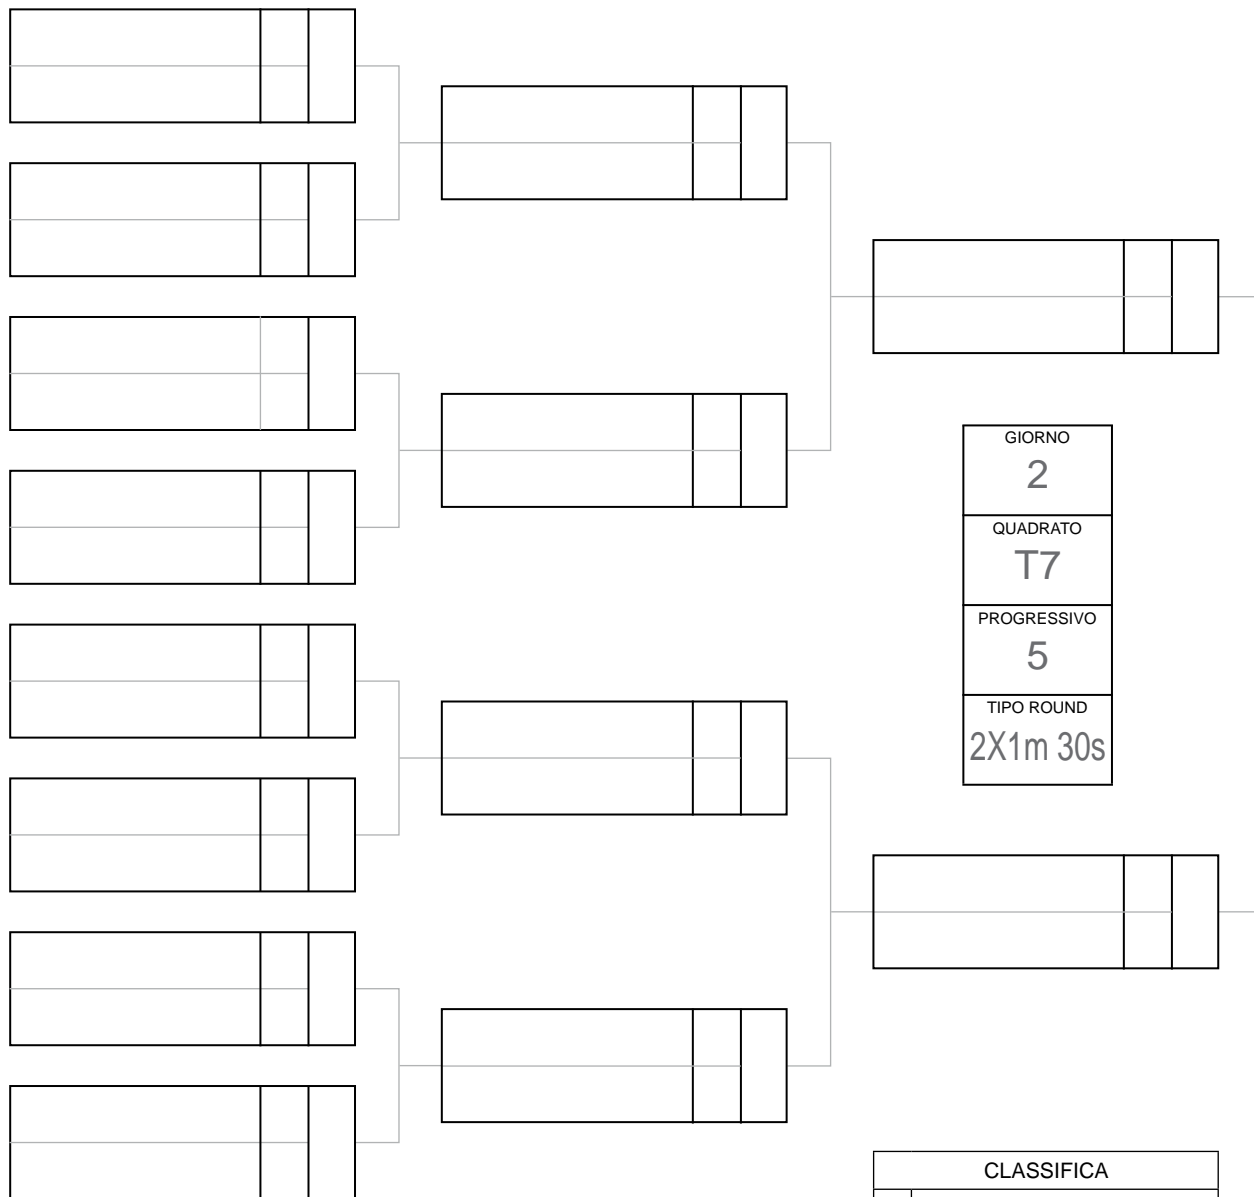 GIORNO
2
QUADRATO
T7
PROGRESSIVO
5
TIPO ROUND
2X1m 30s
CLASSIFICA